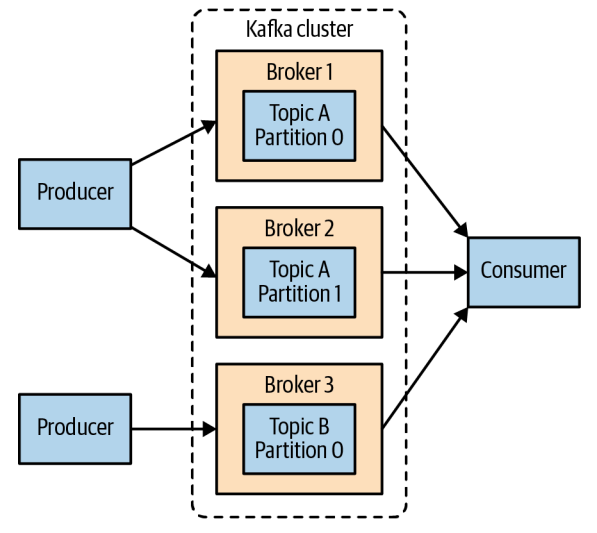 Kafka cluster
Broker 1
Topic A
Partition 0
Producer
Broker 2
Topic A
Partition 1
Consumer
Broker 3
Topic B
Partition 0
Producer